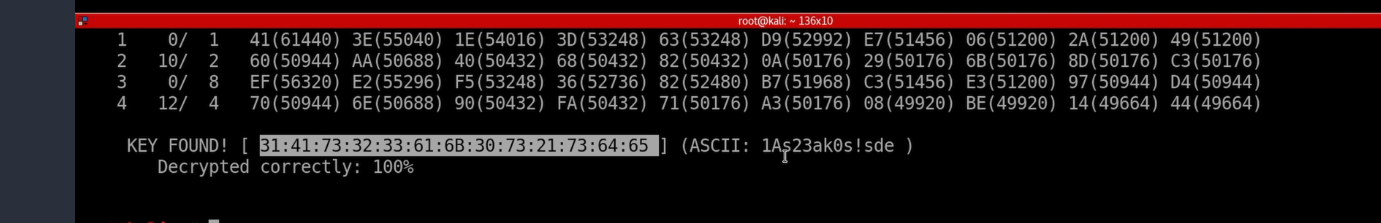 root@kali: ~ 136x10
1 0/ 1 41(61440) 3E(55040) 1E(54016) 3D(53248) 63(53248) D9(52992) E7(51456) 06(51200) 2A(51200) 49(51200)
2 10/ 2 60(50944) AA(50688) 40(50432) 68(50432) 82(50432) 0A(50176) 29(50176) 6B(50176) 8D(50176) C3(50176)
3 0/ 8 EF(56320) E2(55296) F5(53248) 36(52736) 82(52480) B7(51968) C3(51456) E3(51200) 97(50944) D4(50944)
4 12/ 4 70(50944) 6E(50688) 90(50432) FA(50432) 71(50176) A3(50176) 08(49920) BE(49920) 14(49664) 44(49664)
KEY FOUND! [ 31:41:73:32:33:61:6B:30:73:21:73:64:65 ] (ASCII: 1As23ak0s!sde )
Decrypted correctly: 100%